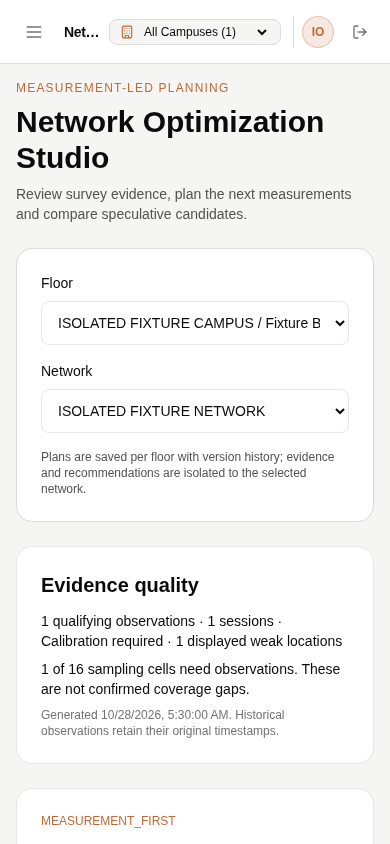 Net…
All Campuses (1)
IO
MEASUREMENT-LED PLANNING
Network Optimization
Studio
Review survey evidence, plan the next measurements
and compare speculative candidates.
Floor
ISOLATED FIXTURE CAMPUS / Fixture B
Network
ISOLATED FIXTURE NETWORK
Plans are saved per floor with version history; evidence
and recommendations are isolated to the selected
network.
Evidence quality
1 qualifying observations · 1 sessions ·
Calibration required · 1 displayed weak locations
1 of 16 sampling cells need observations. These
are not confirmed coverage gaps.
Generated 10/28/2026, 5:30:00 AM. Historical
observations retain their original timestamps.
MEASUREMENT_FIRST